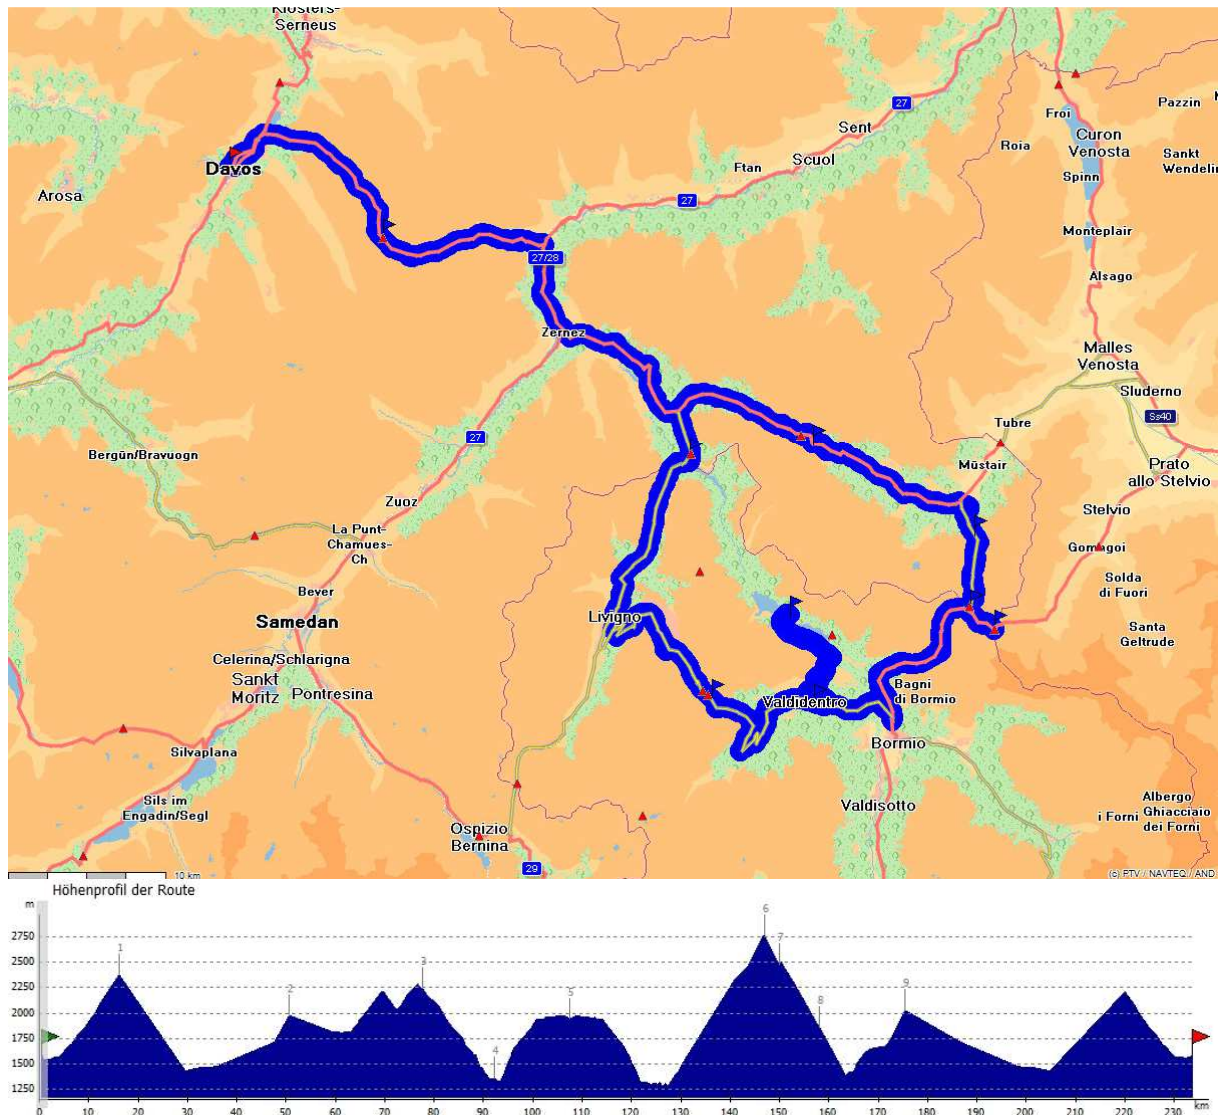 Klosters-
Serneus
27
Sent
Scuol
Ftan
27
Davos
Arosa
Froi
Pazzin
Roia
Curon
Venosta
Sankt
Wendelin
Spinn
Monteplair
Alsago
27/28
Zernez
Malles
Venosta
Sluderno
Ss40
Tubre
Müstair
Prato
allo Stelvio
Stelvio
Gomagoi
Solda
di Fuori
Santa
Geltrude
27
Bergün/Bravuogn
Zuoz
La Punt-
Chamues-
Ch
Bever
Samedan
Celerina/Schlarigna
Sankt
Moritz
Pontresina
Livigno
Valdidentro
Bagni
di Bormio
Bormio
Valdisotto
Silvaplana
Sils im
Engadin/Segl
Ospizio
Bernina
29
i Forni
Albergo
Ghiacciaio
dei Forni
10 km
(c) PTV / NAVTEQ / AND
Höhenprofil der Route
m
2750
2500
2250
2000
1750
1500
1250
1
2
3
4
5
6
7
8
9
0 10 20 30 40 50 60 70 80 90 100 110 120 130 140 150 160 170 180 190 200 210 220 230 km